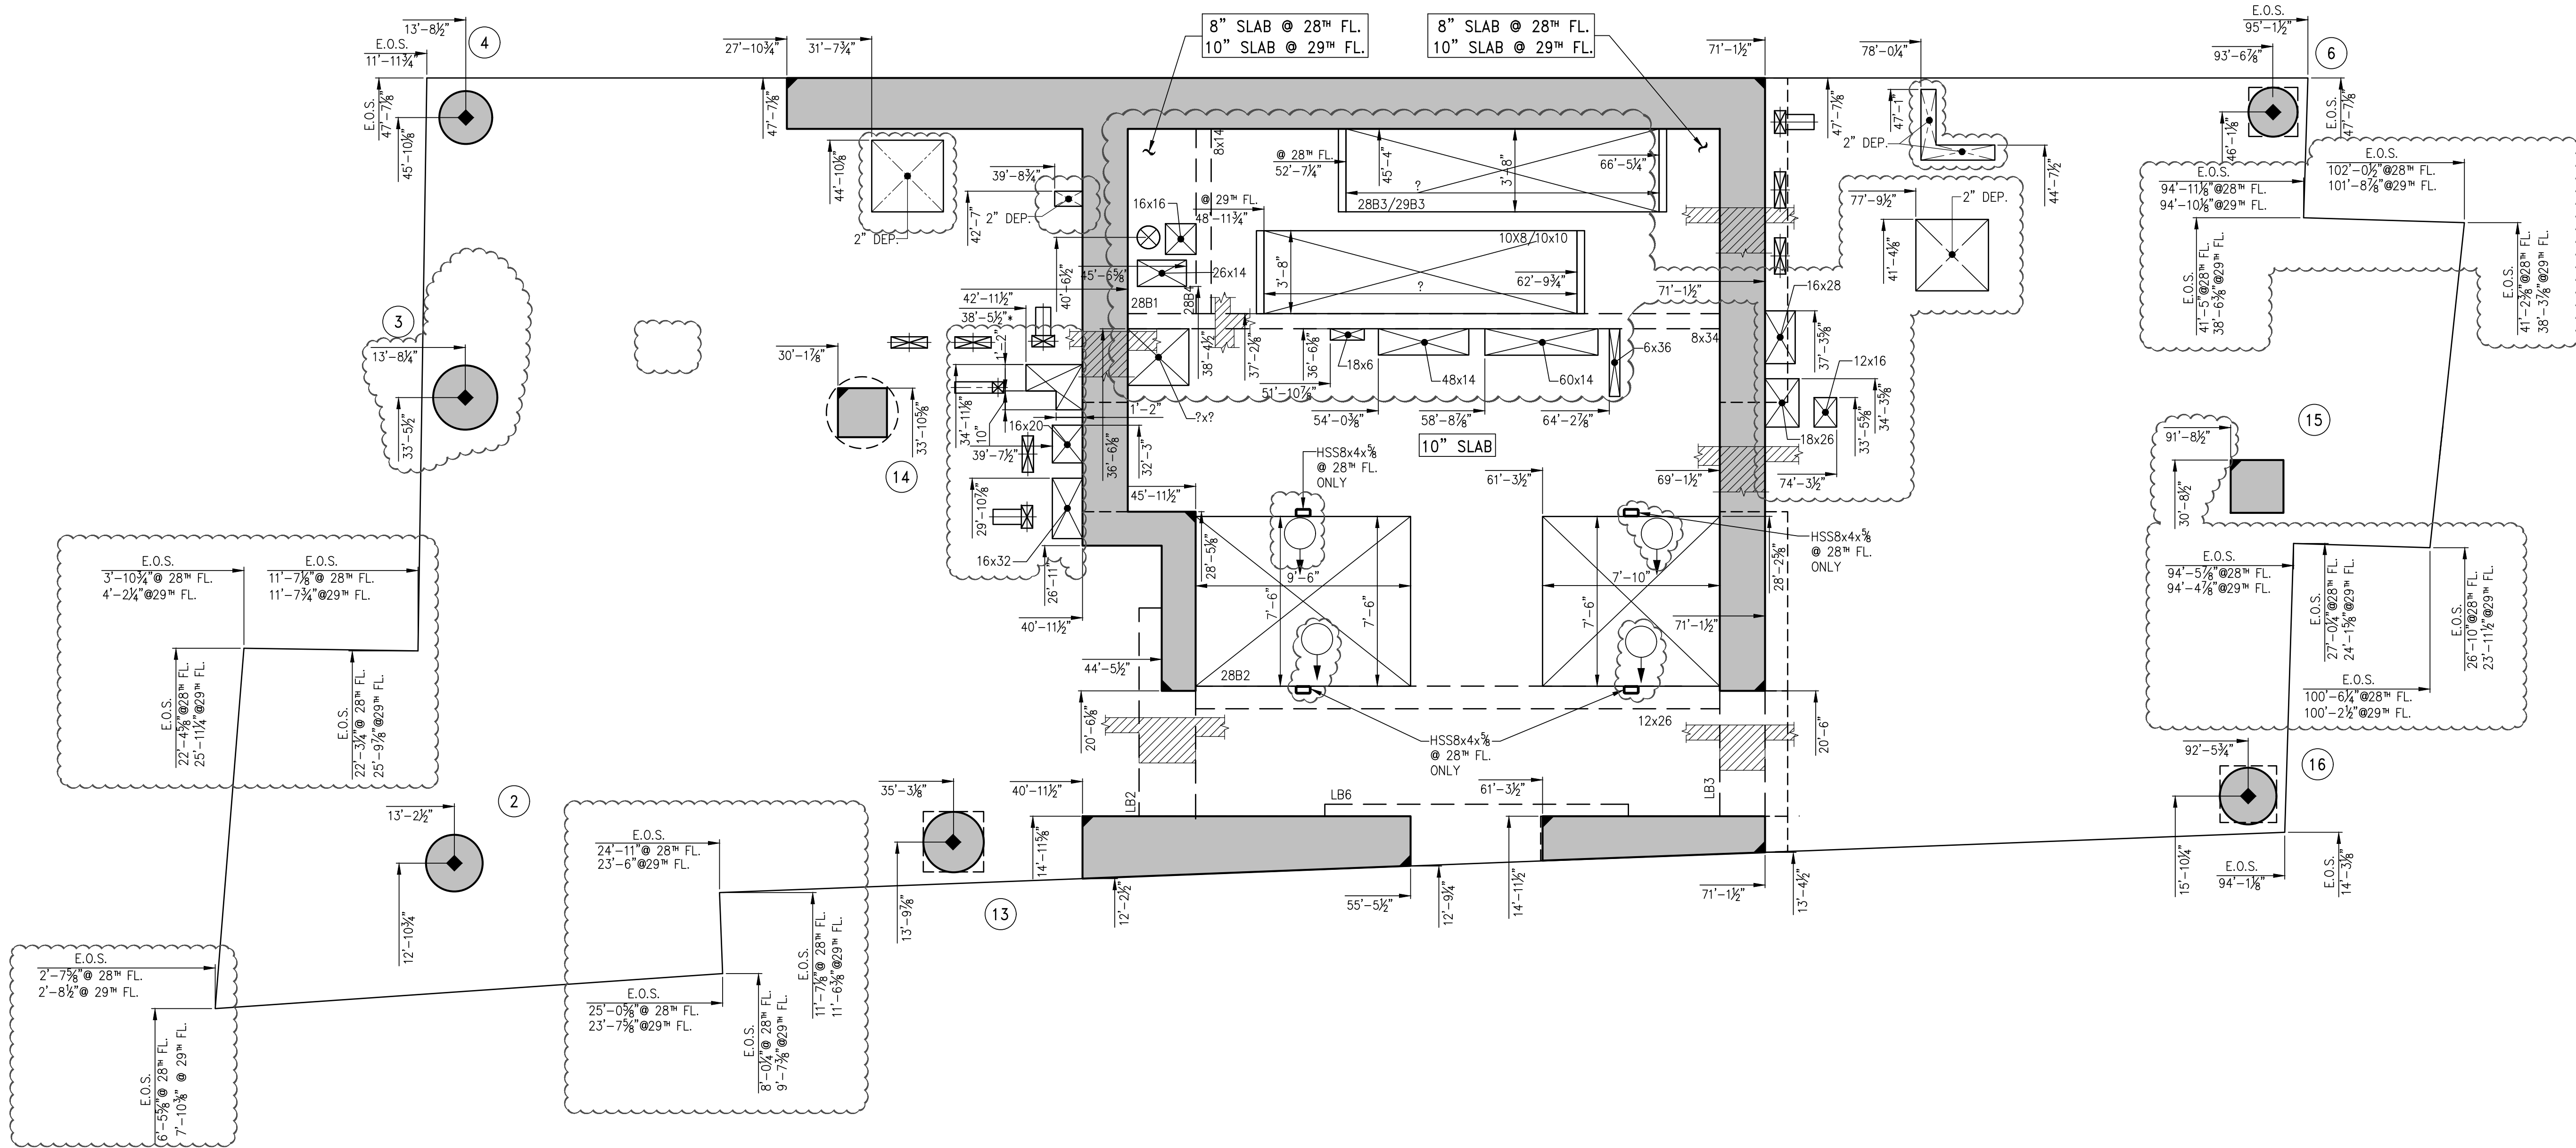 8” SLAB @ 28TH FL.
10” SLAB @ 29TH FL.
8” SLAB @ 28TH FL.
10” SLAB @ 29TH FL.
13'-8½”
E.O.S.
11'-11¾”
4
27'-10¾”
31'-7¾”
71'-1½”
78'-0¼”
E.O.S.
95'-1½”
93'-6⅞”
6
E.O.S.
47'-7⅛”
45'-10⅛”
47'-7⅛”
44'-10⅛”
2” DEP.
39'-8¾”
42'-7”
2” DEP.
8x14
16x16
@ 29TH FL.
48'-11¾”
@ 28TH FL.
52'-7¼”
45'-4”
?
3'-8”
66'-5¼”
28B3/29B3
47'-7⅛”
47'-1”
2” DEP.
44'-7½”
46'-1⅛”
E.O.S.
47'-7⅛”
77'-9½”
2” DEP.
41'-4⅛”
E.O.S.
94'-11⅛”@28TH FL.
94'-10⅛”@29TH FL.
E.O.S.
102'-0½”@28TH FL.
101'-8⅞”@29TH FL.
E.O.S.
41'-5”@28TH FL.
38'-6⅜”@29TH FL.
E.O.S.
41'-2⅜”@28TH FL.
38'-3⅞”@29TH FL.
45'-6⅝”
40'-6½”
26x14
28B1
28B4
3'-8”
?
10X8/10x10
62'-9¾”
71'-1½”
16x28
3
13'-8¼”
33'-5½”
30'-1⅞”
33'-10⅝”
14
42'-11½”
38'-5½”*
1'-2”
34'-11⅛”
10”
16x20
39'-7½”
1'-2”
36'-6⅛”
32'-3”
?x?
38'-4½”
37'-2⅛”
36'-6⅛”
51'-10⅞”
18x6
54'-0⅜”
48x14
58'-8⅞”
60x14
64'-2⅞”
6x36
8x34
37'-3⅝”
12x16
34'-3⅝”
33'-5⅝”
18x26
74'-3½”
10” SLAB
29'-10⅞”
16x32
26'-11”
40'-11½”
45'-11½”
28'-5⅛”
HSS8x4x⅝
@ 28TH FL.
ONLY
61'-3½”
69'-1½”
9'-6”
7'-6”
7'-6”
7'-10”
7'-6”
28'-2⅝”
71'-1½”
HSS8x4x⅝
@ 28TH FL.
ONLY
15
91'-8½”
30'-8½”
E.O.S.
94'-5⅞”@28TH FL.
94'-4⅞”@29TH FL.
E.O.S.
27'-0¼”@28TH FL.
24'-1⅝”@29TH FL.
E.O.S.
26'-10”@28TH FL.
23'-11½”@29TH FL.
E.O.S.
100'-6¼”@28TH FL.
100'-2½”@29TH FL.
E.O.S.
3'-10¾”@ 28TH FL.
4'-2¼”@29TH FL.
E.O.S.
11'-7⅛”@ 28TH FL.
11'-7¾”@29TH FL.
E.O.S.
22'-4⅝”@28TH FL.
25'-11¼”@29TH FL.
E.O.S.
22'-3¼”@ 28TH FL.
25'-9⅞”@29TH FL.
44'-5½”
28B2
20'-6⅛”
12x26
HSS8x4x⅝
@ 28TH FL.
ONLY
20'-6”
92'-5¾”
16
2
13'-2½”
12'-10¾”
35'-3⅛”
13'-9⅞”
13
40'-11½”
LB2
LB6
61'-3½”
LB3
14'-11⅝”
12'-2½”
55'-5½”
12'-9¼”
14'-11½”
71'-1½”
13'-4½”
15'-10¼”
E.O.S.
94'-1⅛”
E.O.S.
14'-3⅛”
E.O.S.
24'-11”@ 28TH FL.
23'-6”@29TH FL.
E.O.S.
25'-0⅝”@ 28TH FL.
23'-7⅝”@29TH FL.
E.O.S.
11'-7⅛”@ 28TH FL.
11'-6⅜”@29TH FL.
E.O.S.
8'-0¼”@ 28TH FL.
9'-7⅜”@29TH FL.
E.O.S.
2'-7⅝”@ 28TH FL.
2'-8½”@ 29TH FL.
E.O.S.
6'-5⅝”@ 28TH FL.
7'-10⅜” @ 29TH FL.